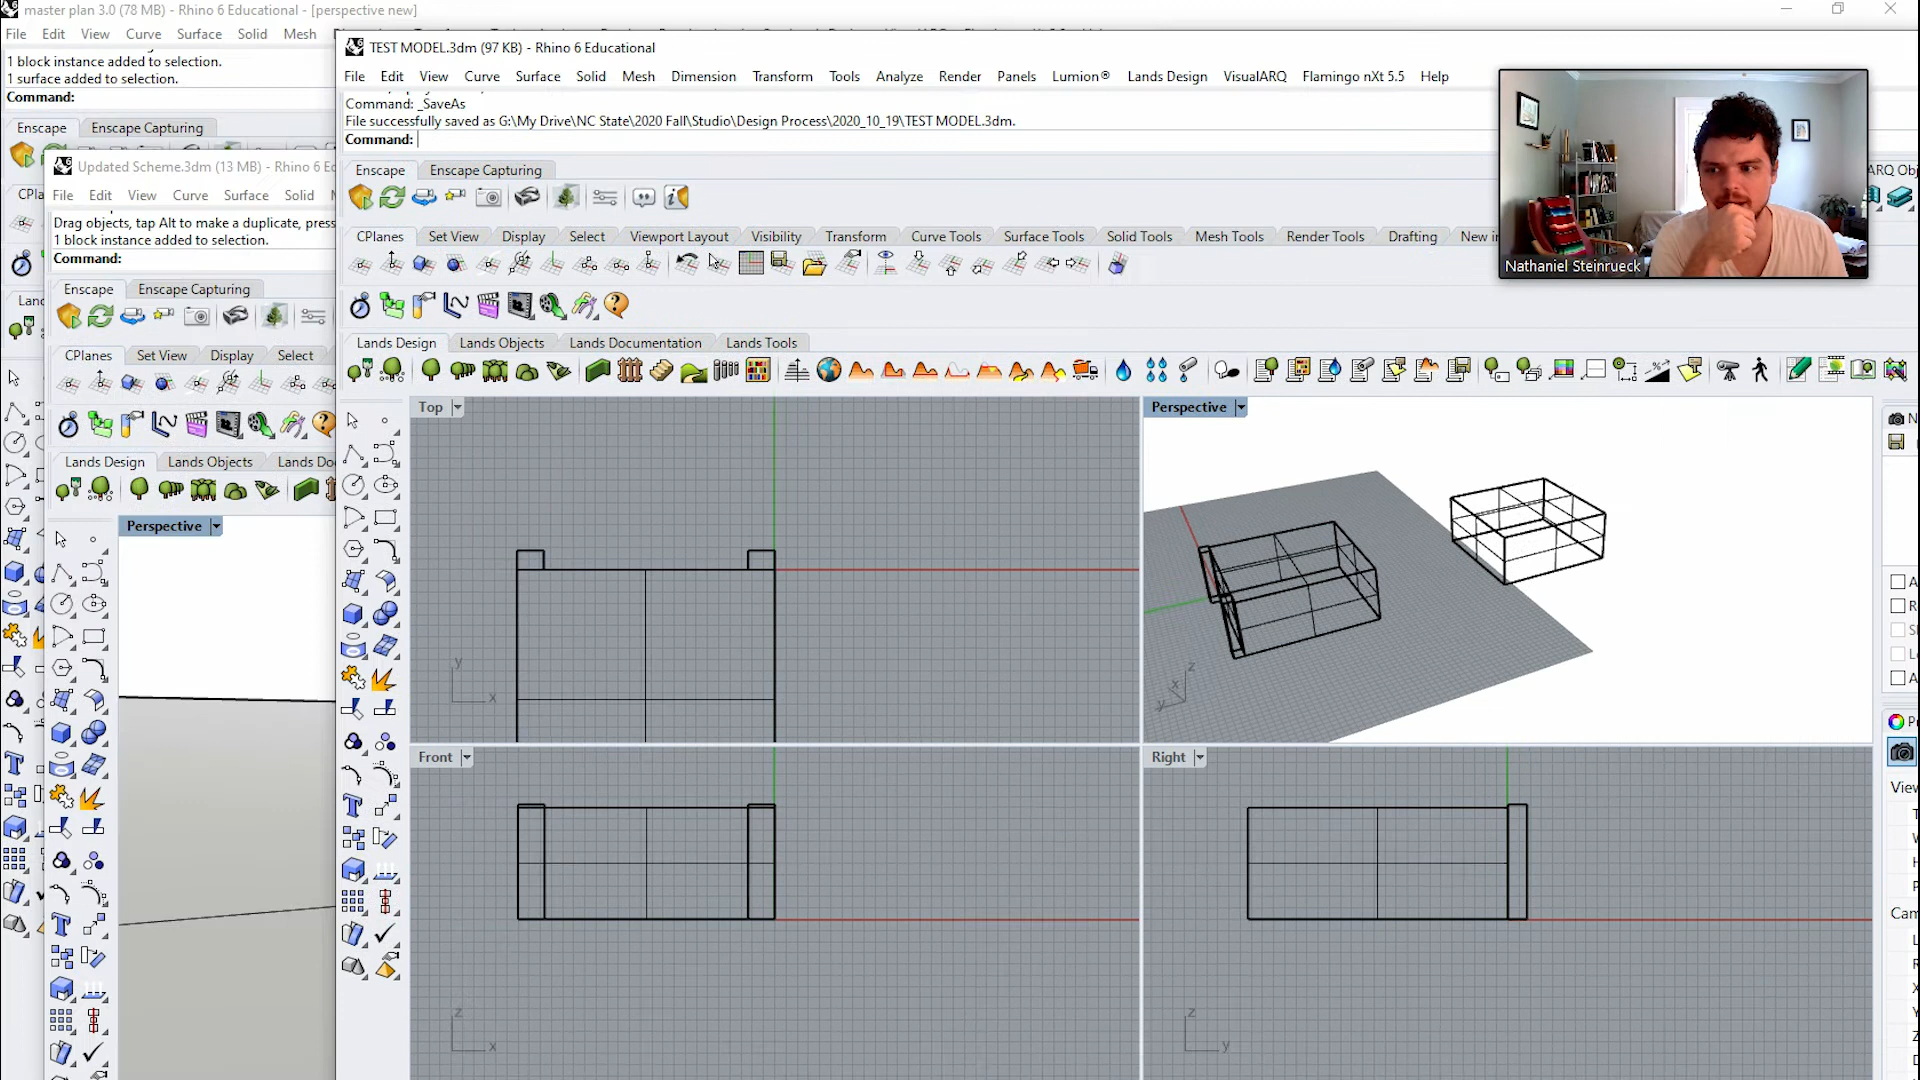 master plan 3.0 (78 MB) - Rhino 6 Educational - [perspective new]
File Edit View Curve Surface Solid Mesh
1 block instance added to selection.
1 surface added to selection.
Command:
Enscape Enscape Capturing
Updated Scheme.3dm (13 MB) - Rhino 6 E
File Edit View Curve Surface Solid
Drag objects, tap Alt to make a duplicate, press
1 block instance added to selection.
Command:
Enscape Enscape Capturing
CPlanes Set View Display Select
Lands Design Lands Objects Lands Do
Perspective
TEST MODEL.3dm (97 KB) - Rhino 6 Educational
File Edit View Curve Surface Solid Mesh Dimension Transform Tools Analyze Render Panels Lumion® Lands Design VisualARQ Flamingo nXt 5.5 Help
Command: _SaveAs
File successfully saved as G:\My Drive\NC State\2020 Fall\Studio\Design Process\2020_10_19\TEST MODEL.3dm.
Command:
Enscape Enscape Capturing
CPlanes Set View Display Select Viewport Layout Visibility Transform Curve Tools Surface Tools Solid Tools Mesh Tools Render Tools Drafting New in
Lands Design Lands Objects Lands Documentation Lands Tools
Top
y
x
Perspective
z
x
y
Front
z
x
Right
z
y
Nathaniel Steinrueck
ARQ Obj
View
Cam